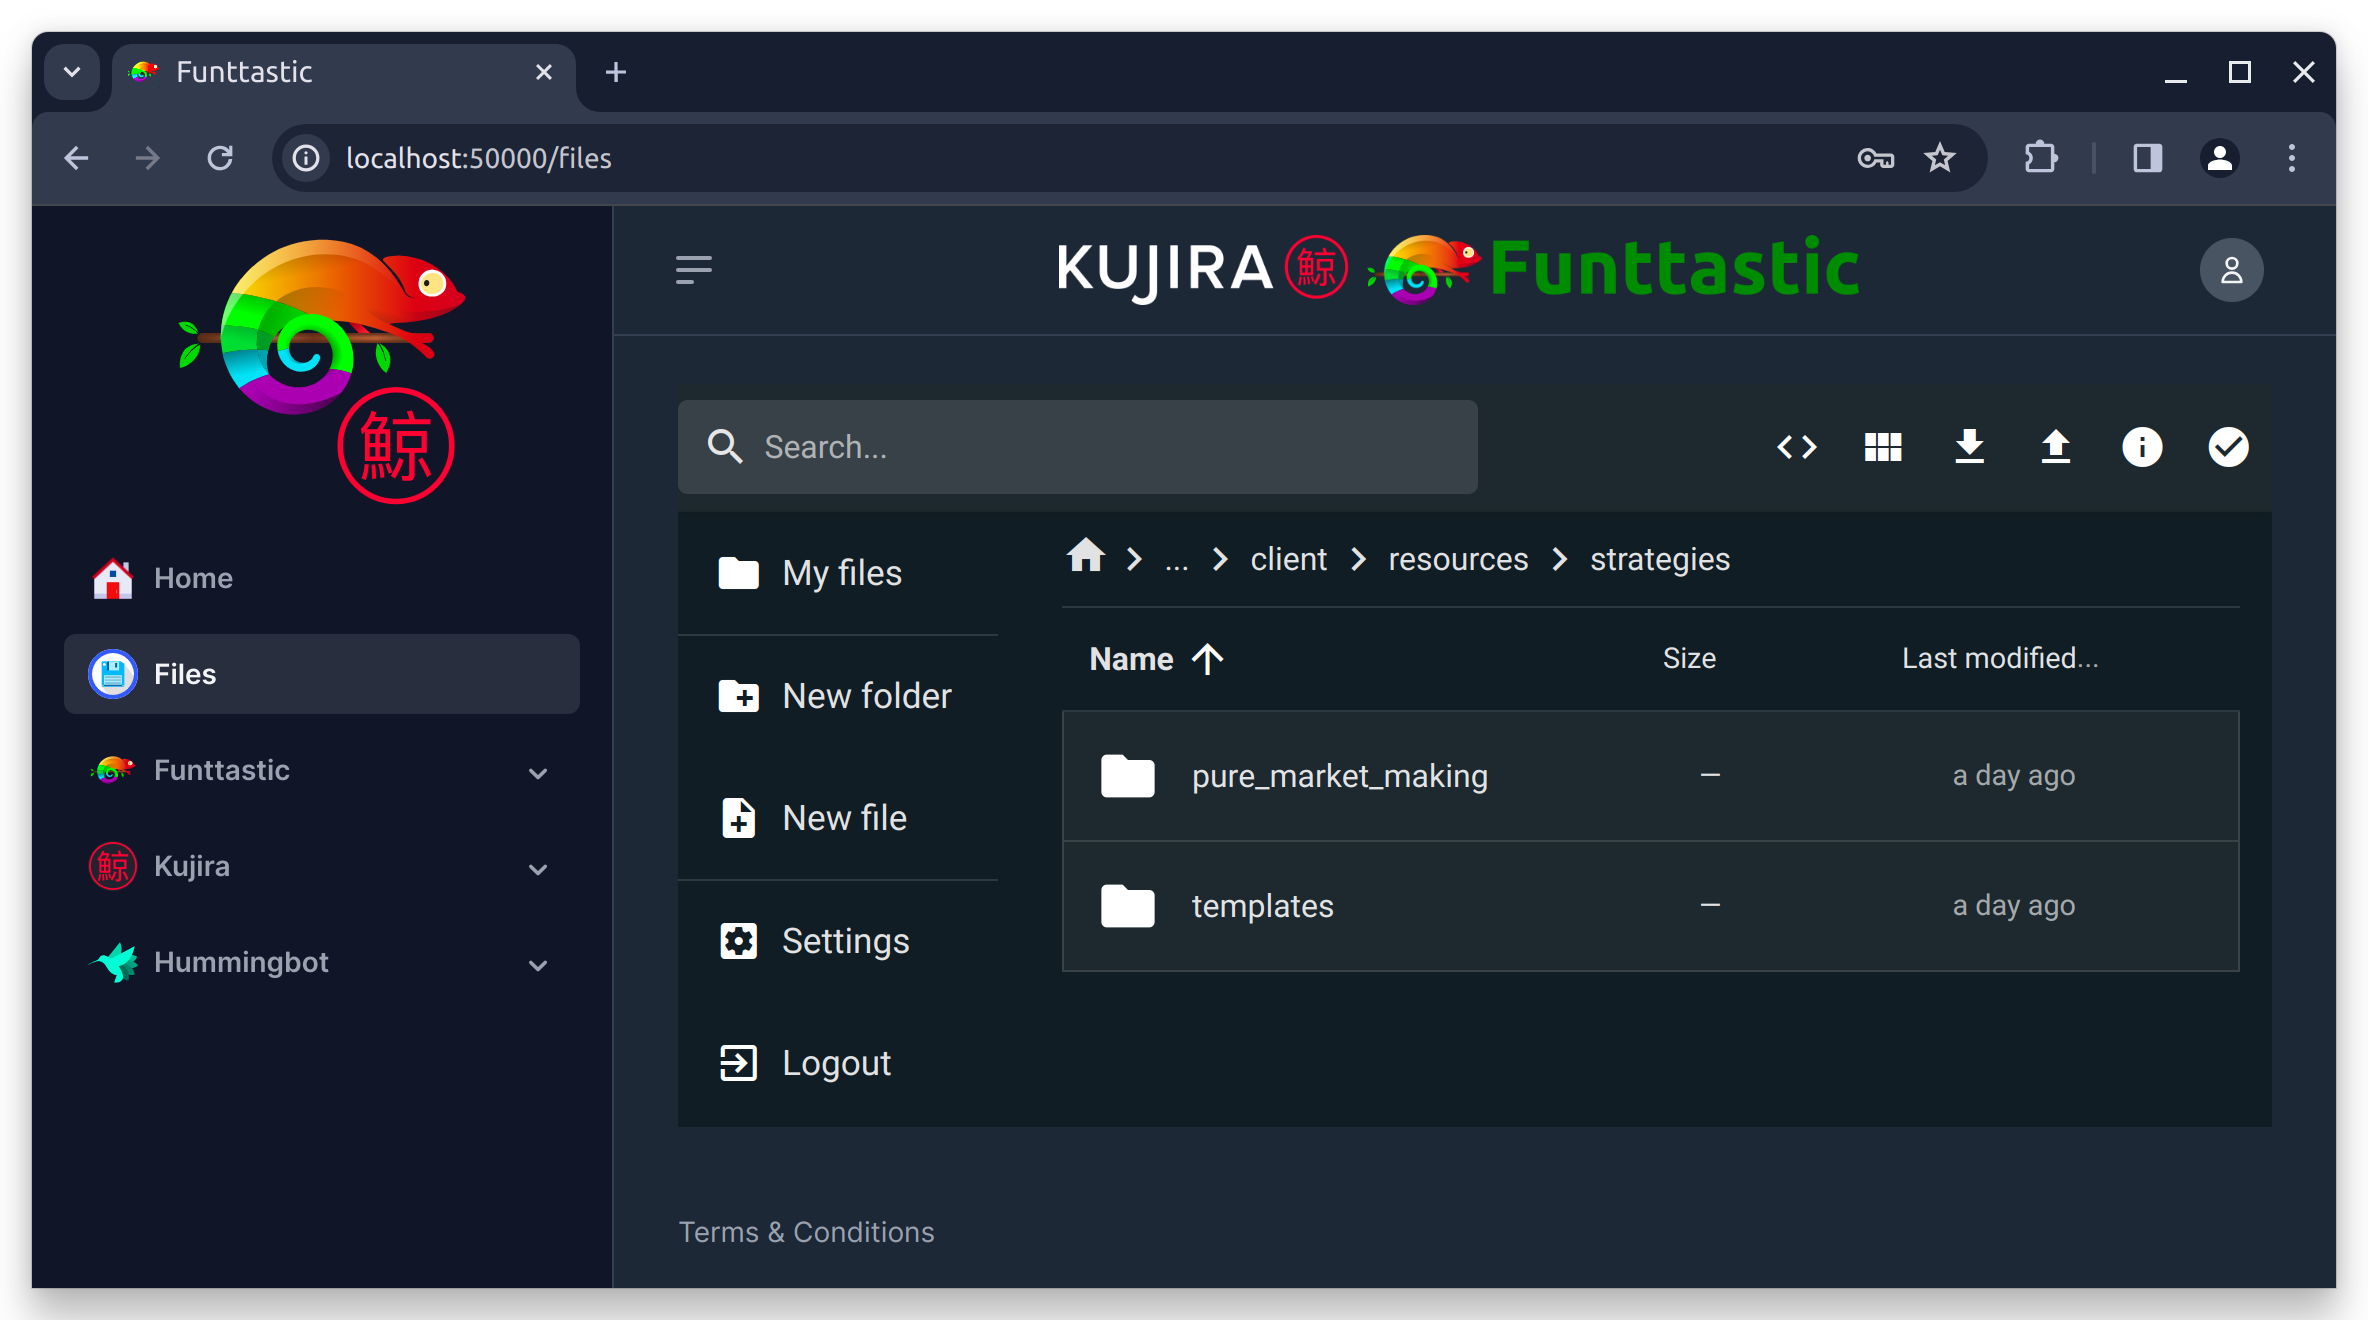 Funttastic
localhost:50000/files
KUJIRA 鯨 Funttastic
鯨
Home
Files
Funttastic
鯨 Kujira
Hummingbot
Search...
My files
New folder
New file
Settings
Logout
... client resources strategies
Name Size Last modified...
pure_market_making — a day ago
templates — a day ago
Terms & Conditions